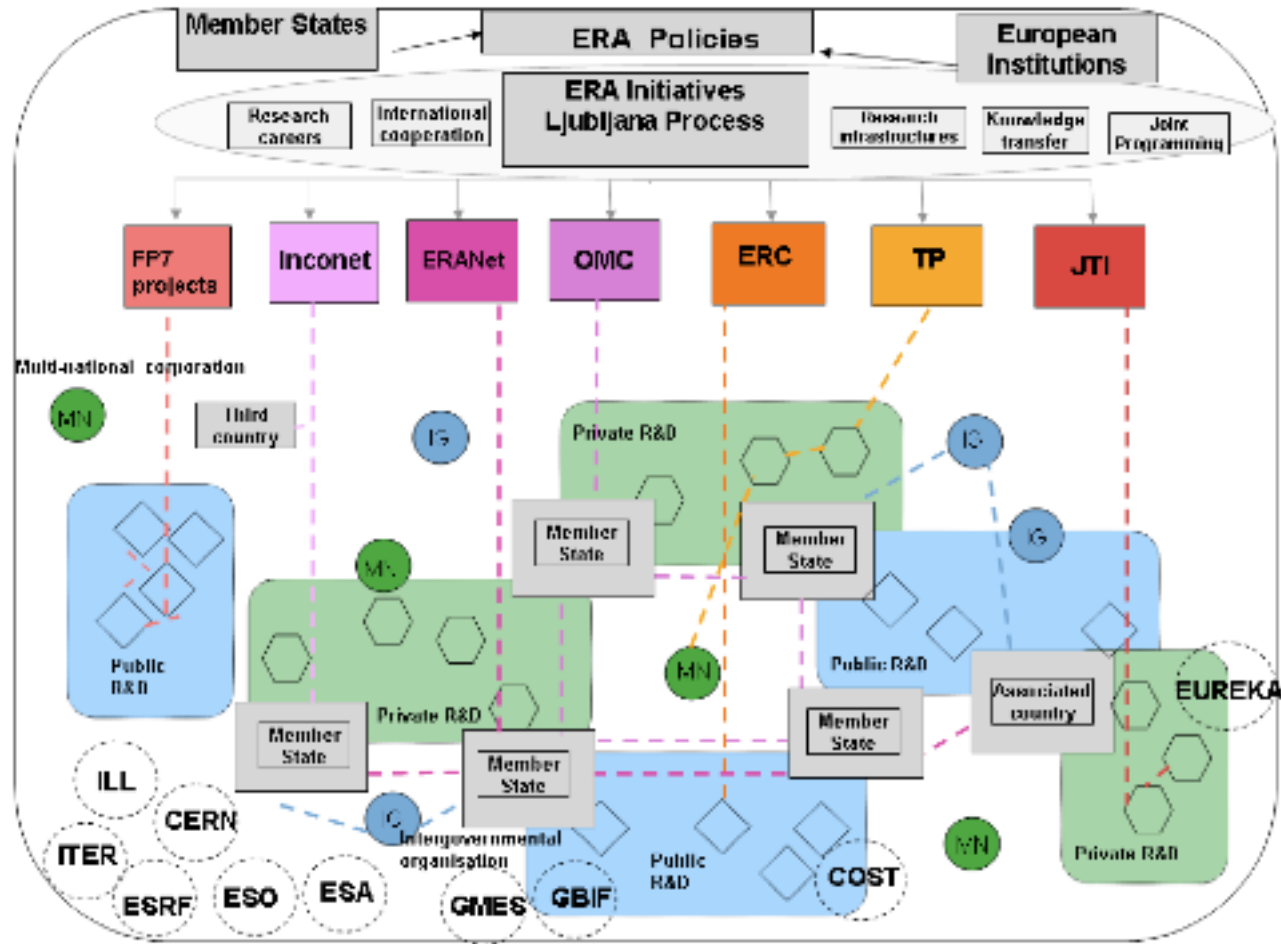 Member States
ERA Policies
European
Institutions
ERA Initiatives
Ljubljana Process
Research
careers
International
cooperation
Research
infrastructures
Knowledge
transfer
Joint
Programming
FP7
projects
Inconet
ERANet
OMC
ERC
TP
JTI
Multi-national corporation
MN
Third
country
IG
Private R&D
IG
Member
State
Member
State
IG
MN
Public
R&D
Private R&D
MN
Public R&D
EUREKA
Associated
country
Member
State
Member
State
Member
State
ILL
CERN
IG
Intergovernmental
organisation
ITER
ESRF
ESO
ESA
GMES
GBIF
Public
R&D
COST
MN
Private R&D